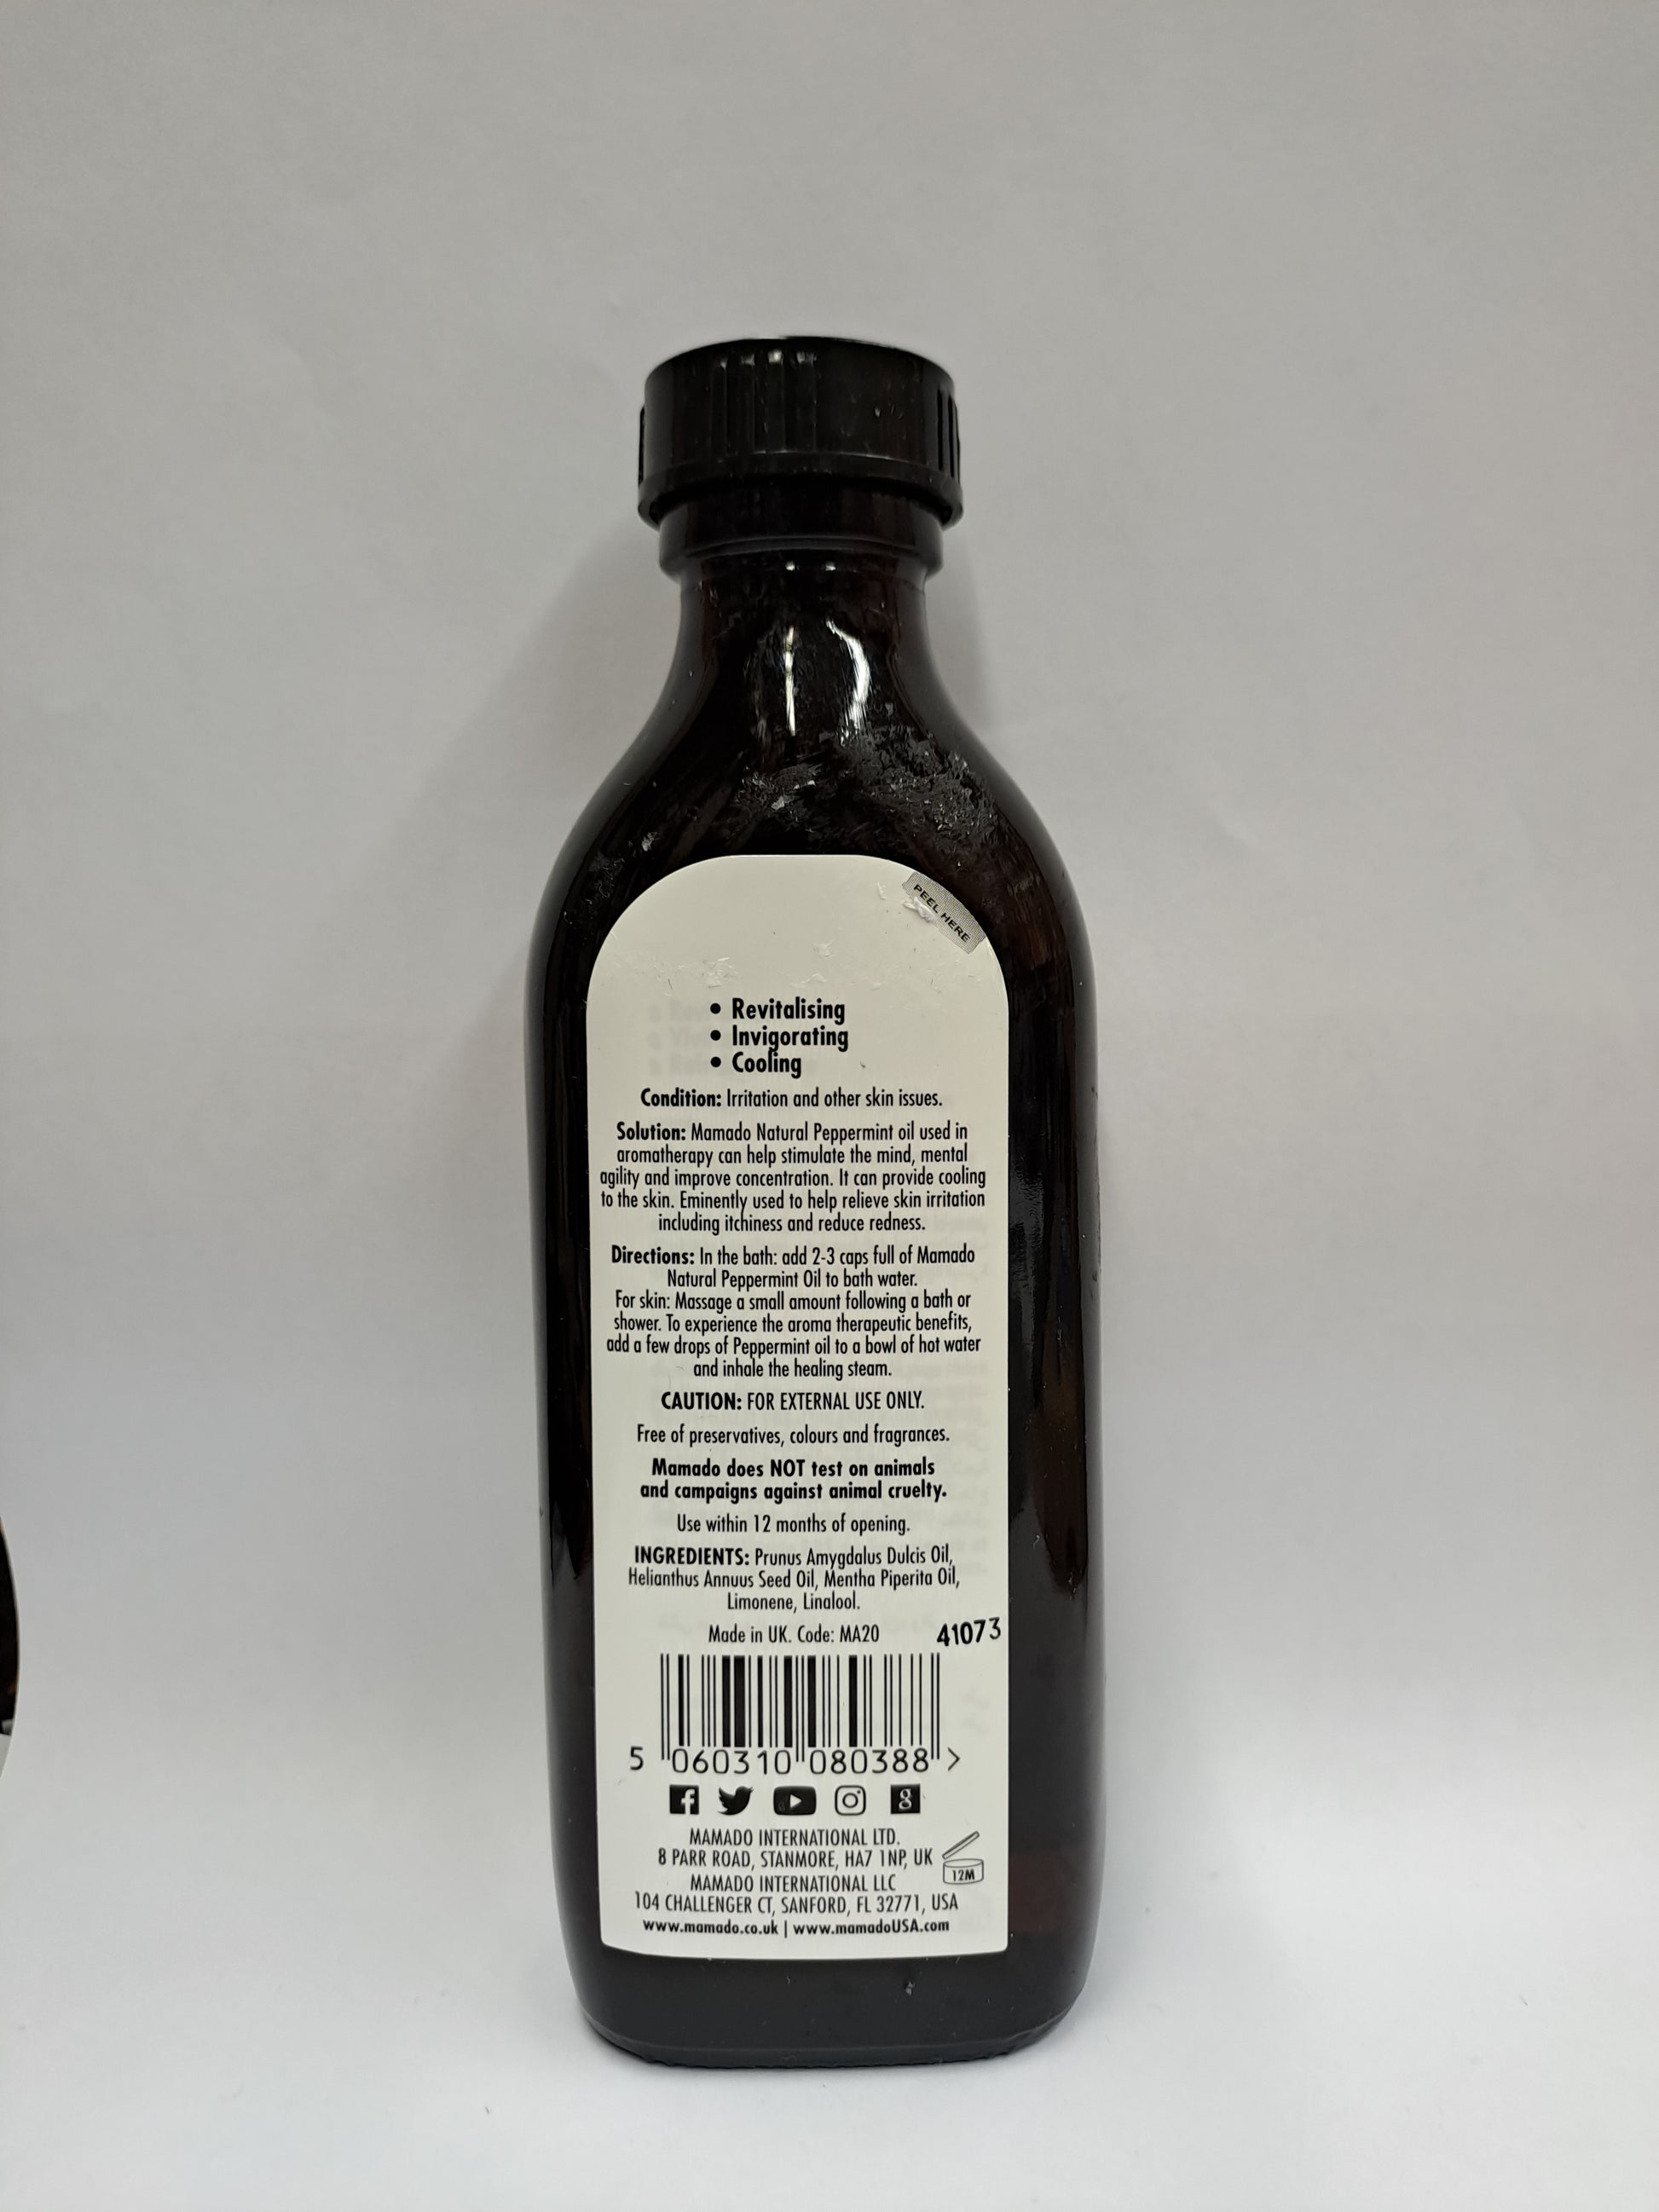 PEEL HERE
• Revitalising
• Invigorating
• Cooling
Condition: Irritation and other skin issues.
Solution: Mamado Natural Peppermint oil used in
aromatherapy can help stimulate the mind, mental
agility and improve concentration. It can provide cooling
to the skin. Eminently used to help relieve skin irritation
including itchiness and reduce redness.
Directions: In the bath: add 2-3 caps full of Mamado
Natural Peppermint Oil to bath water.
For skin: Massage a small amount following a bath or
shower. To experience the aroma therapeutic benefits,
add a few drops of Peppermint oil to a bowl of hot water
and inhale the healing steam.
CAUTION: FOR EXTERNAL USE ONLY.
Free of preservatives, colours and fragrances.
Mamado does NOT test on animals
and campaigns against animal cruelty.
Use within 12 months of opening.
INGREDIENTS: Prunus Amygdalus Dulcis Oil,
Helianthus Annuus Seed Oil, Mentha Piperita Oil,
Limonene, Linalool.
Made in UK. Code: MA20 41073
5 060310 080388 >
MAMADO INTERNATIONAL LTD.
8 PARR ROAD, STANMORE, HA7 1NP, UK
12M
MAMADO INTERNATIONAL LLC
104 CHALLENGER CT, SANFORD, FL 32771, USA
www.mamado.co.uk | www.mamadoUSA.com